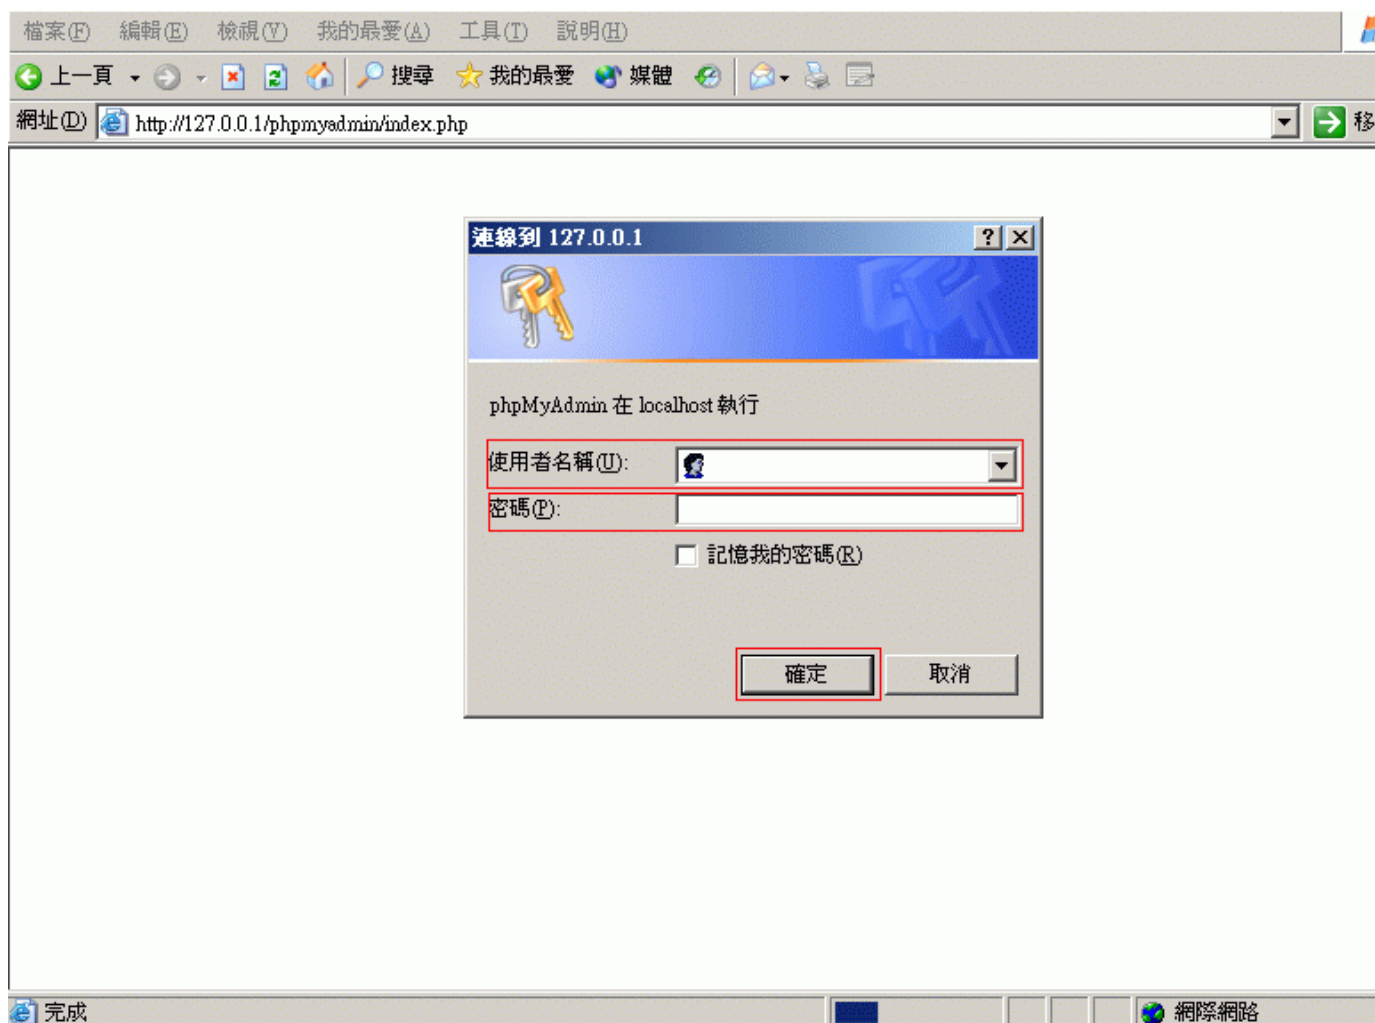 檔案(F) 編輯(E) 檢視(V) 我的最愛(A) 工具(T) 說明(H)
上一頁 搜尋 我的最愛 媒體
網址(D) http://127.0.0.1/phpmyadmin/index.php 移
連線到 127.0.0.1
phpMyAdmin 在 localhost 執行
使用者名稱(U):
密碼(P):
記憶我的密碼(R)
確定 取消
完成 網際網路